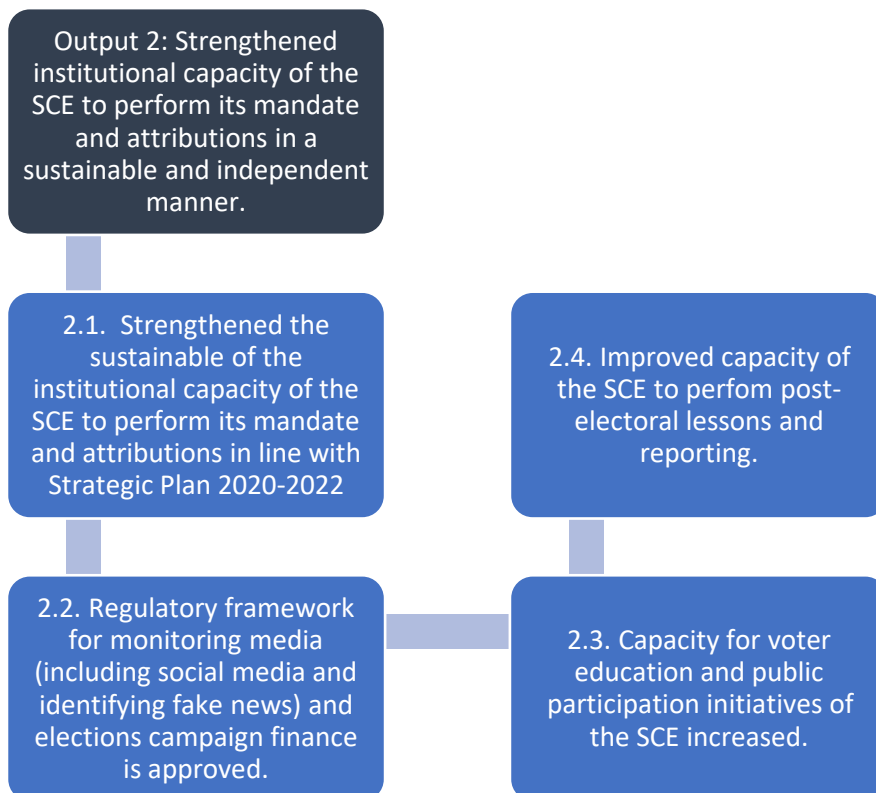 Output 2: Strengthened
institutional capacity of the
SCE to perform its mandate
and attributions in a
sustainable and independent
manner.
2.1. Strengthened the
sustainable of the
institutional capacity of the
SCE to perform its mandate
and attributions in line with
Strategic Plan 2020-2022
2.2. Regulatory framework
for monitoring media
(including social media and
identifying fake news) and
elections campaign finance
is approved.
2.3. Capacity for voter
education and public
participation initiatives of
the SCE increased.
2.4. Improved capacity of
the SCE to perfom post-
electoral lessons and
reporting.